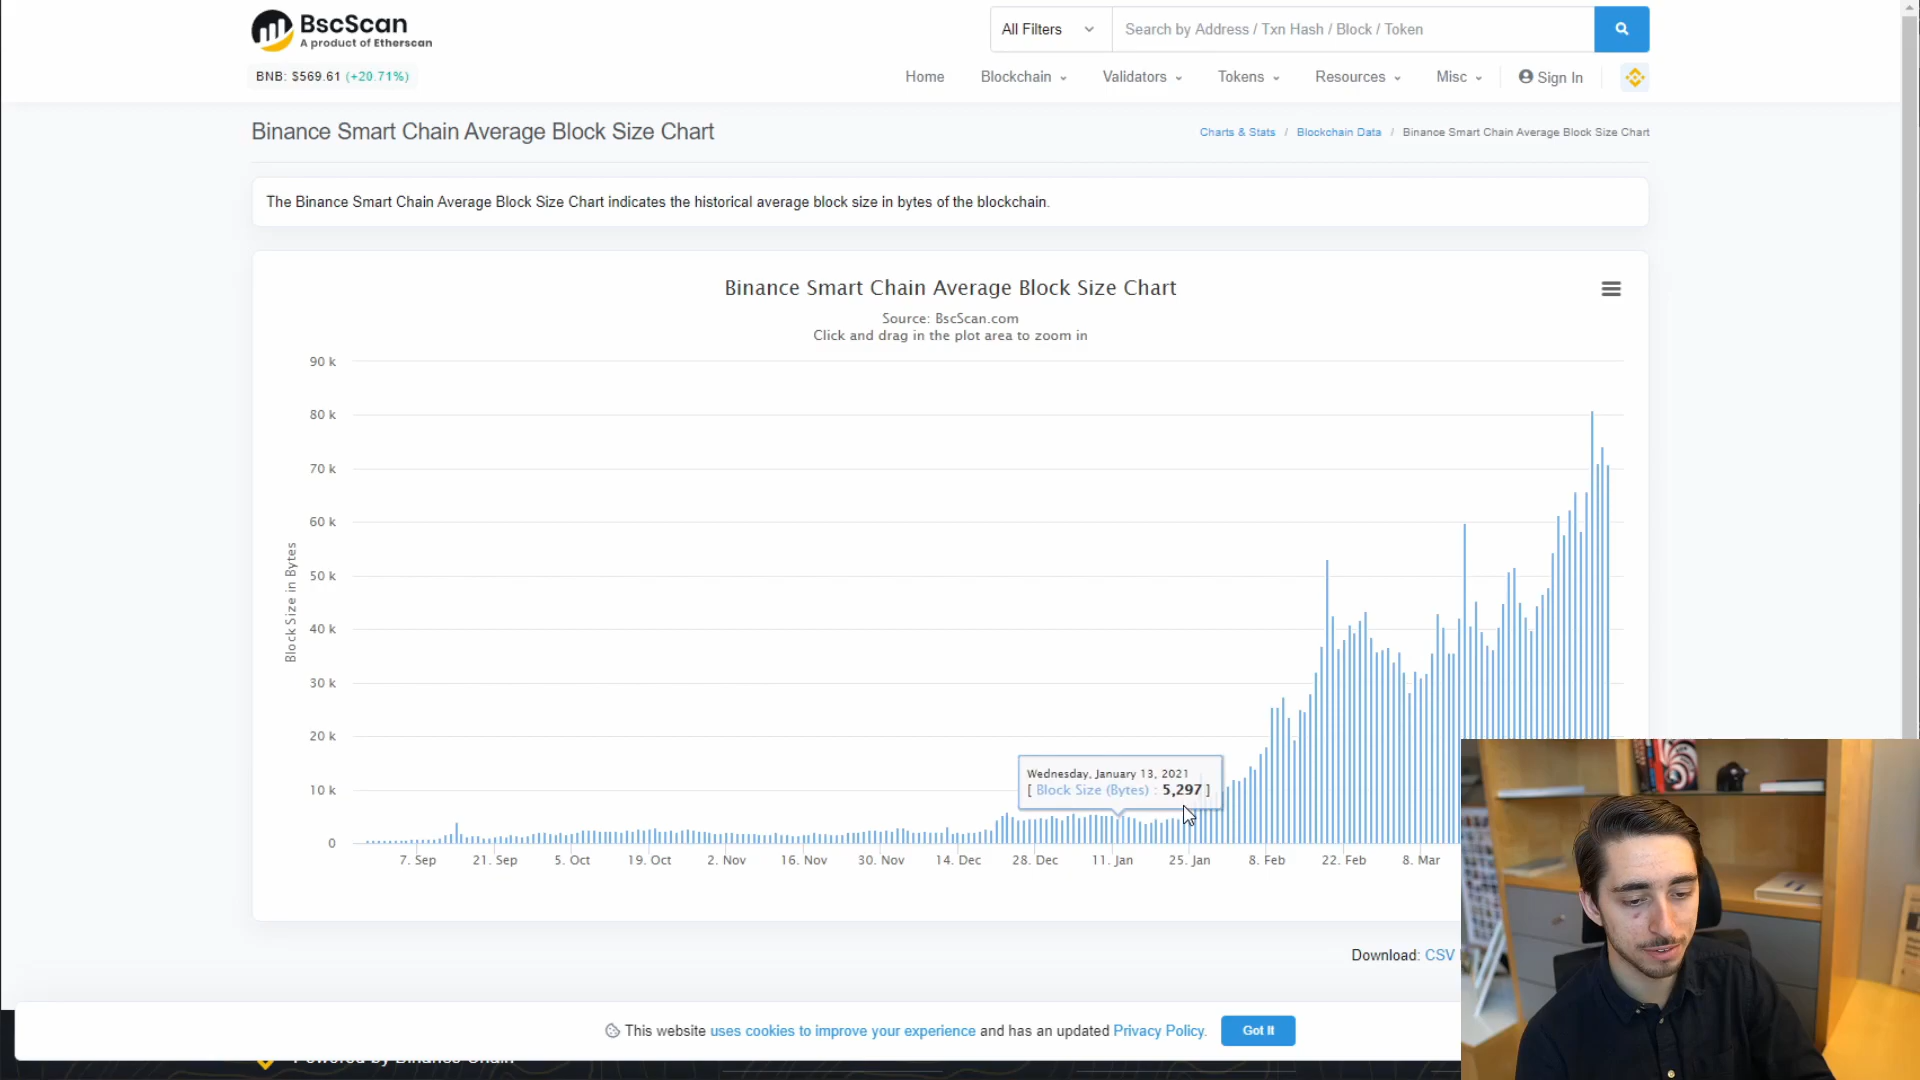 BscScan
A product of Etherscan
All Filters
Search by Address / Txn Hash / Block / Token
BNB: $569.61 (+20.71%)
Home
Blockchain
Validators
Tokens
Resources
Misc
Sign In
Binance Smart Chain Average Block Size Chart
Charts & Stats / Blockchain Data / Binance Smart Chain Average Block Size Chart
The Binance Smart Chain Average Block Size Chart indicates the historical average block size in bytes of the blockchain.
Binance Smart Chain Average Block Size Chart
Source: BscScan.com
Click and drag in the plot area to zoom in
Block Size in Bytes
90 k
80 k
70 k
60 k
50 k
40 k
30 k
20 k
10 k
0
Wednesday, January 13, 2021
[ Block Size (Bytes) : 5,297 ]
7. Sep
21. Sep
5. Oct
19. Oct
2. Nov
16. Nov
30. Nov
14. Dec
28. Dec
11. Jan
25. Jan
8. Feb
22. Feb
8. Mar
Download: CSV
This website uses cookies to improve your experience and has an updated Privacy Policy.
Got It
Powered by Binance Chain